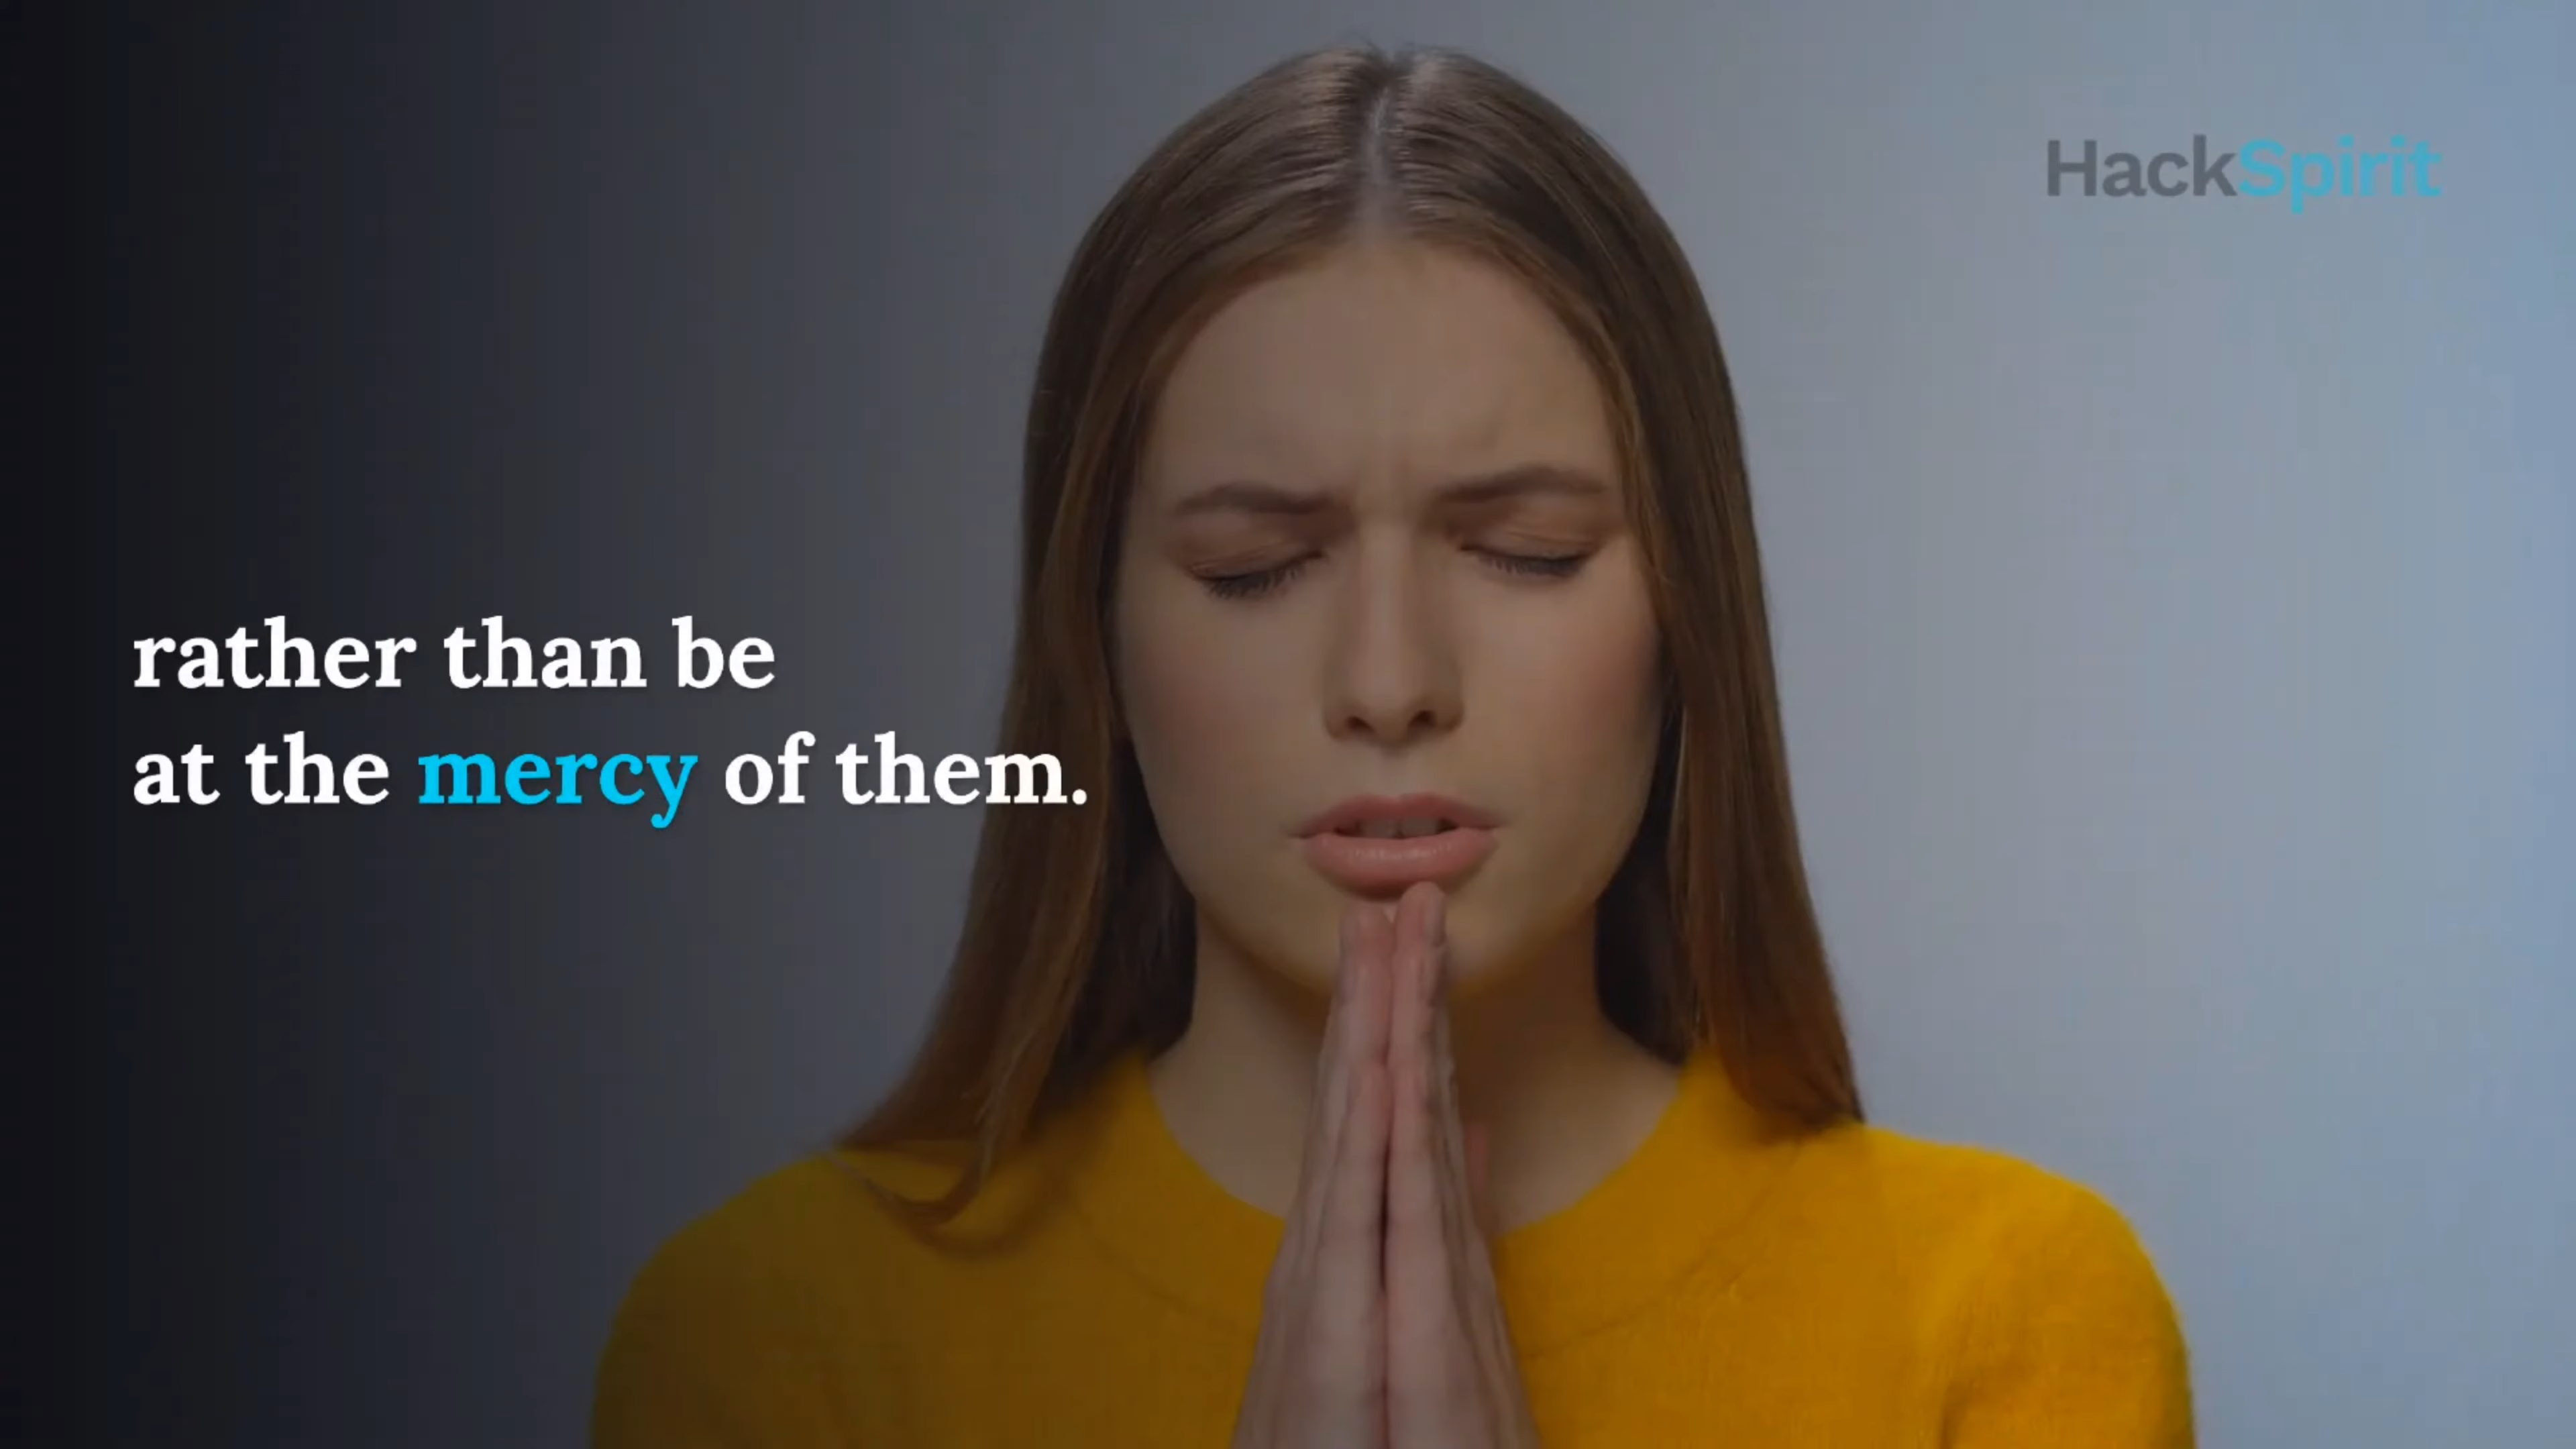 HackSpirit
rather than be
at the mercy of them.